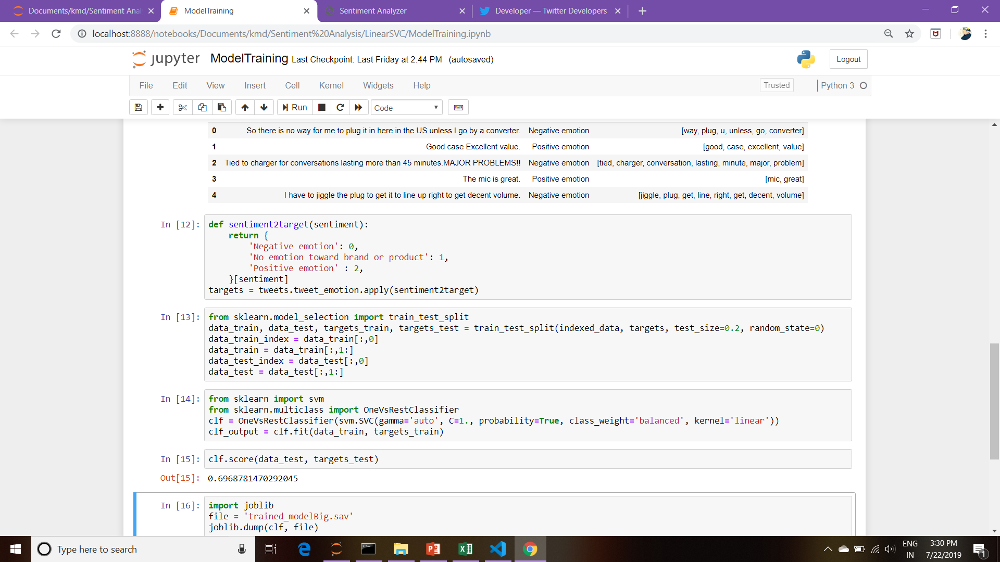 Documents/kmd/Sentiment Anal
ModelTraining
Sentiment Analyzer
Developer — Twitter Developers
localhost:8888/notebooks/Documents/kmd/Sentiment%20Analysis/LinearSVC/ModelTraining.ipynb
jupyter ModelTraining Last Checkpoint: Last Friday at 2:44 PM (autosaved)
Logout
File Edit View Insert Cell Kernel Widgets Help
Trusted Python 3
Run Code
0 So there is no way for me to plug it in here in the US unless I go by a converter. Negative emotion [way, plug, u, unless, go, converter]
1 Good case Excellent value. Positive emotion [good, case, excellent, value]
2 Tied to charger for conversations lasting more than 45 minutes.MAJOR PROBLEMS!! Negative emotion [tied, charger, conversation, lasting, minute, major, problem]
3 The mic is great. Positive emotion [mic, great]
4 I have to jiggle the plug to get it to line up right to get decent volume. Negative emotion [jiggle, plug, get, line, right, get, decent, volume]
In [12]: def sentiment2target(sentiment):
return {
'Negative emotion': 0,
'No emotion toward brand or product': 1,
'Positive emotion' : 2,
}[sentiment]
targets = tweets.tweet_emotion.apply(sentiment2target)
In [13]: from sklearn.model_selection import train_test_split
data_train, data_test, targets_train, targets_test = train_test_split(indexed_data, targets, test_size=0.2, random_state=0)
data_train_index = data_train[:,0]
data_train = data_train[:,1:]
data_test_index = data_test[:,0]
data_test = data_test[:,1:]
In [14]: from sklearn import svm
from sklearn.multiclass import OneVsRestClassifier
clf = OneVsRestClassifier(svm.SVC(gamma='auto', C=1., probability=True, class_weight='balanced', kernel='linear'))
clf_output = clf.fit(data_train, targets_train)
In [15]: clf.score(data_test, targets_test)
Out[15]: 0.6968781470292045
In [16]: import joblib
file = 'trained_modelBig.sav'
joblib.dump(clf, file)
Type here to search
ENG
IN
3:30 PM
7/22/2019
1